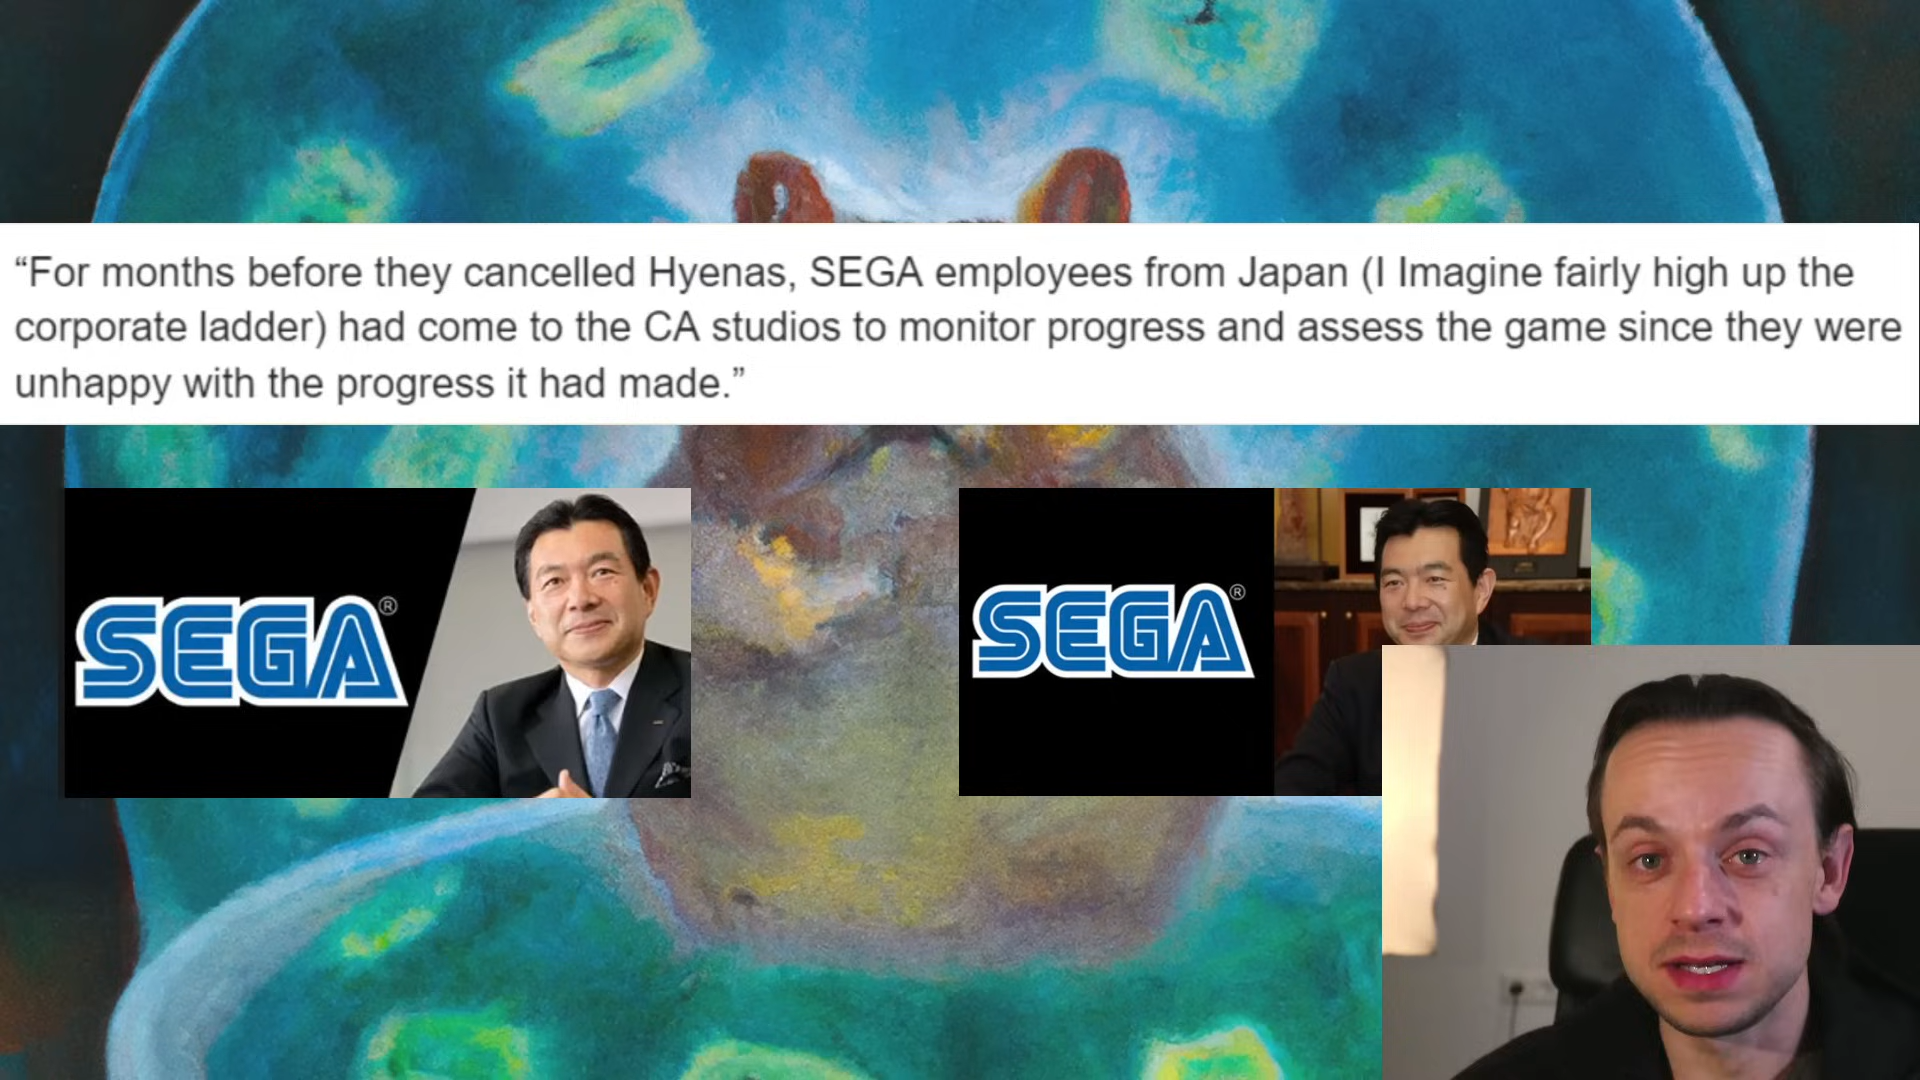 “For months before they cancelled Hyenas, SEGA employees from Japan (I Imagine fairly high up the
corporate ladder) had come to the CA studios to monitor progress and assess the game since they were
unhappy with the progress it had made.”
SEGA®
SEGA®